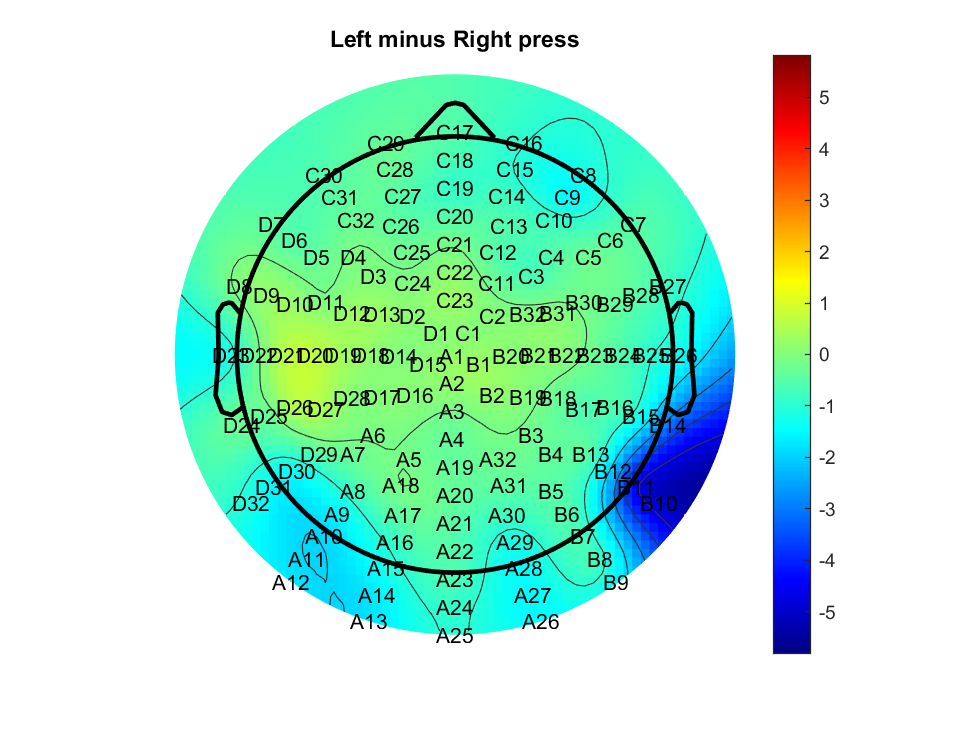 Left minus Right press
C17
C29 C16
C18
C28 C15
C30 C8
C19
C31 C27 C14 C9
C20
D7 C32 C26 C13 C10 C7
D6 C21 C6
D5 D4 C25 C12 C4 C5
D3 C22 C3
D8 C24 C11 B27
D9 D10 D11 C23 B30 B29 B28
D12 D13 D2 C2 B32 B31
D1 C1
D23 D22 D21 D20 D19 D18 D14 A1 B20 B21 B22 B23 B24 B25 B26
D15 B1
A2
D28 D17 D16 B2 B19 B18
D26 D27 A3 B17 B16
D24 D25 B15 B14
A6 A4 B3
D29 A7 A5 A32 B4 B13
D30 A19 B12
D31 A8 A18 A20 A31 B5 B11
D32 B10
A9 A17 A21 A30 B6
A10 A16 A29 B7
A11 A22 B8
A15 A28
A12 A23 B9
A14 A27
A24
A13 A26
A25
5
4
3
2
1
0
-1
-2
-3
-4
-5